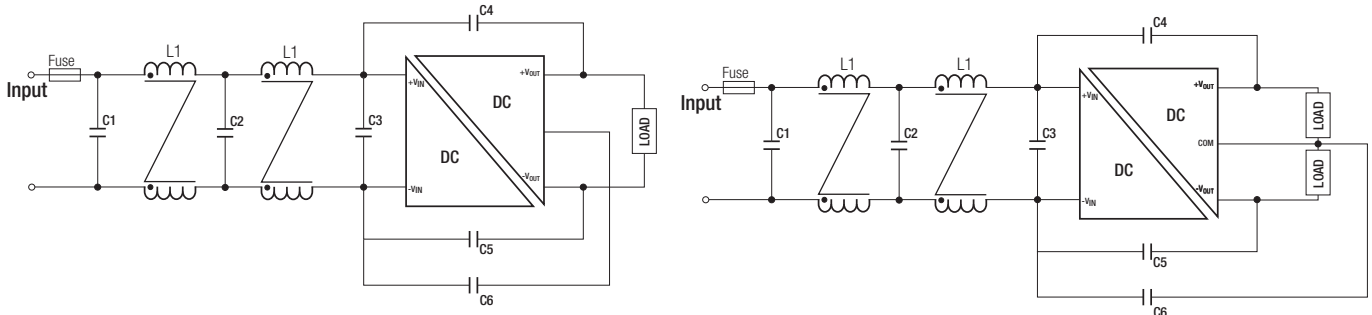 C4
L1
L1
Fuse
Input
+VIN
+VOUT
DC
C1
C2
C3
LOAD
DC
-VIN
-VOUT
C5
C6
C4
L1
L1
Fuse
Input
+VIN
+VOUT
DC
LOAD
C1
C2
C3
COM
DC
LOAD
-VIN
-VOUT
C5
C6